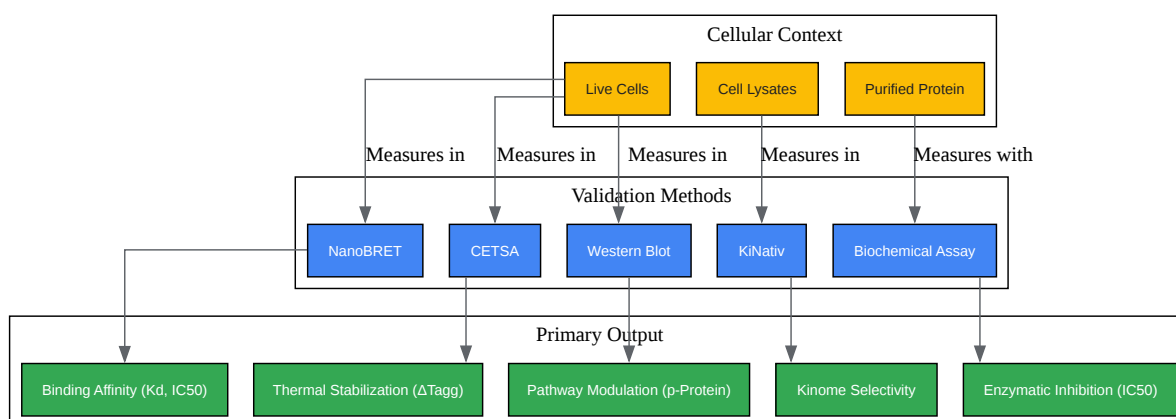 Cellular Context
Live Cells
Cell Lysates
Purified Protein
Measures in
Measures in
Measures in
Measures in
Measures with
Validation Methods
NanoBRET
CETSA
Western Blot
KiNativ
Biochemical Assay
Primary Output
Binding Affinity (Kd, IC50)
Thermal Stabilization (ΔTagg)
Pathway Modulation (p-Protein)
Kinome Selectivity
Enzymatic Inhibition (IC50)